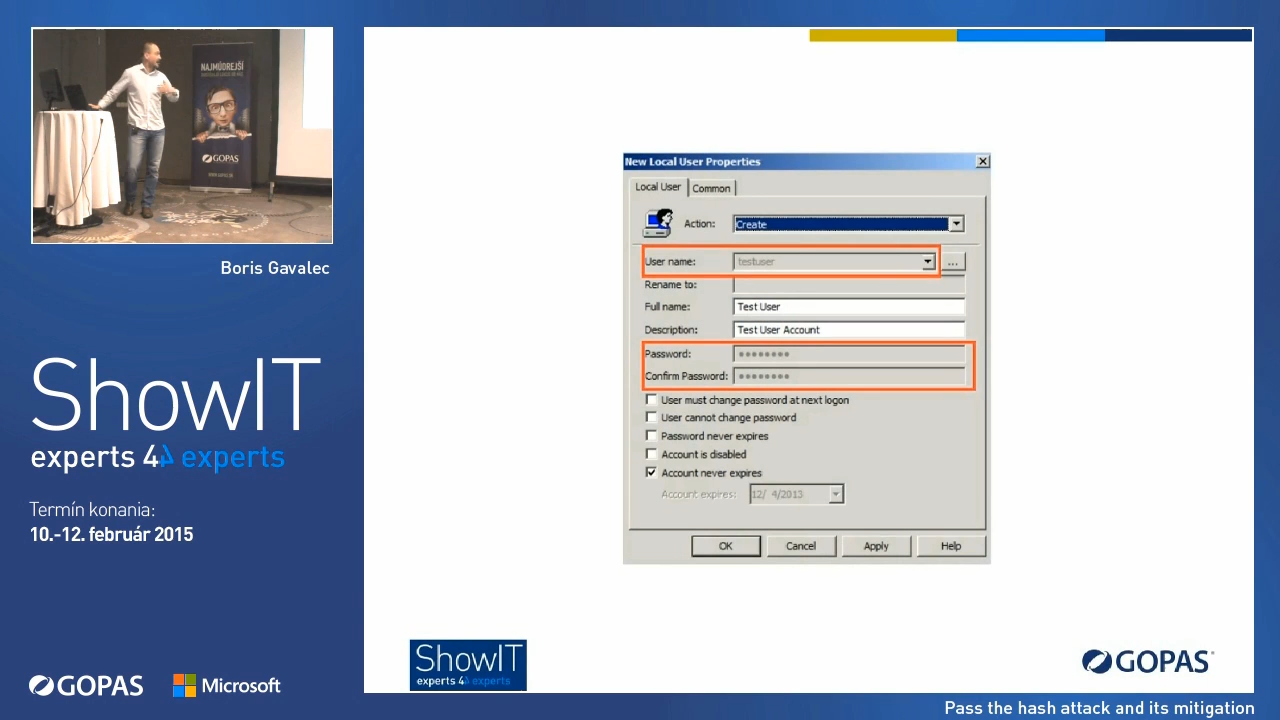 NAJMÚDREJŠÍ
GOPAS
Boris Gavalec
ShowIT
experts 44 experts
Termín konania:
10.-12. február 2015
GOPAS
Microsoft
New Local User Properties
Local User
Common
Action:
Create
User name:
testuser
...
Rename to:
Full name:
Test User
Description:
Test User Account
Password:
●●●●●●●●
Confirm Password:
●●●●●●●●
User must change password at next logon
User cannot change password
Password never expires
Account is disabled
Account never expires
Account expires:
12/ 4/2013
OK
Cancel
Apply
Help
ShowIT
experts 44 experts
GOPAS
Pass the hash attack and its mitigation